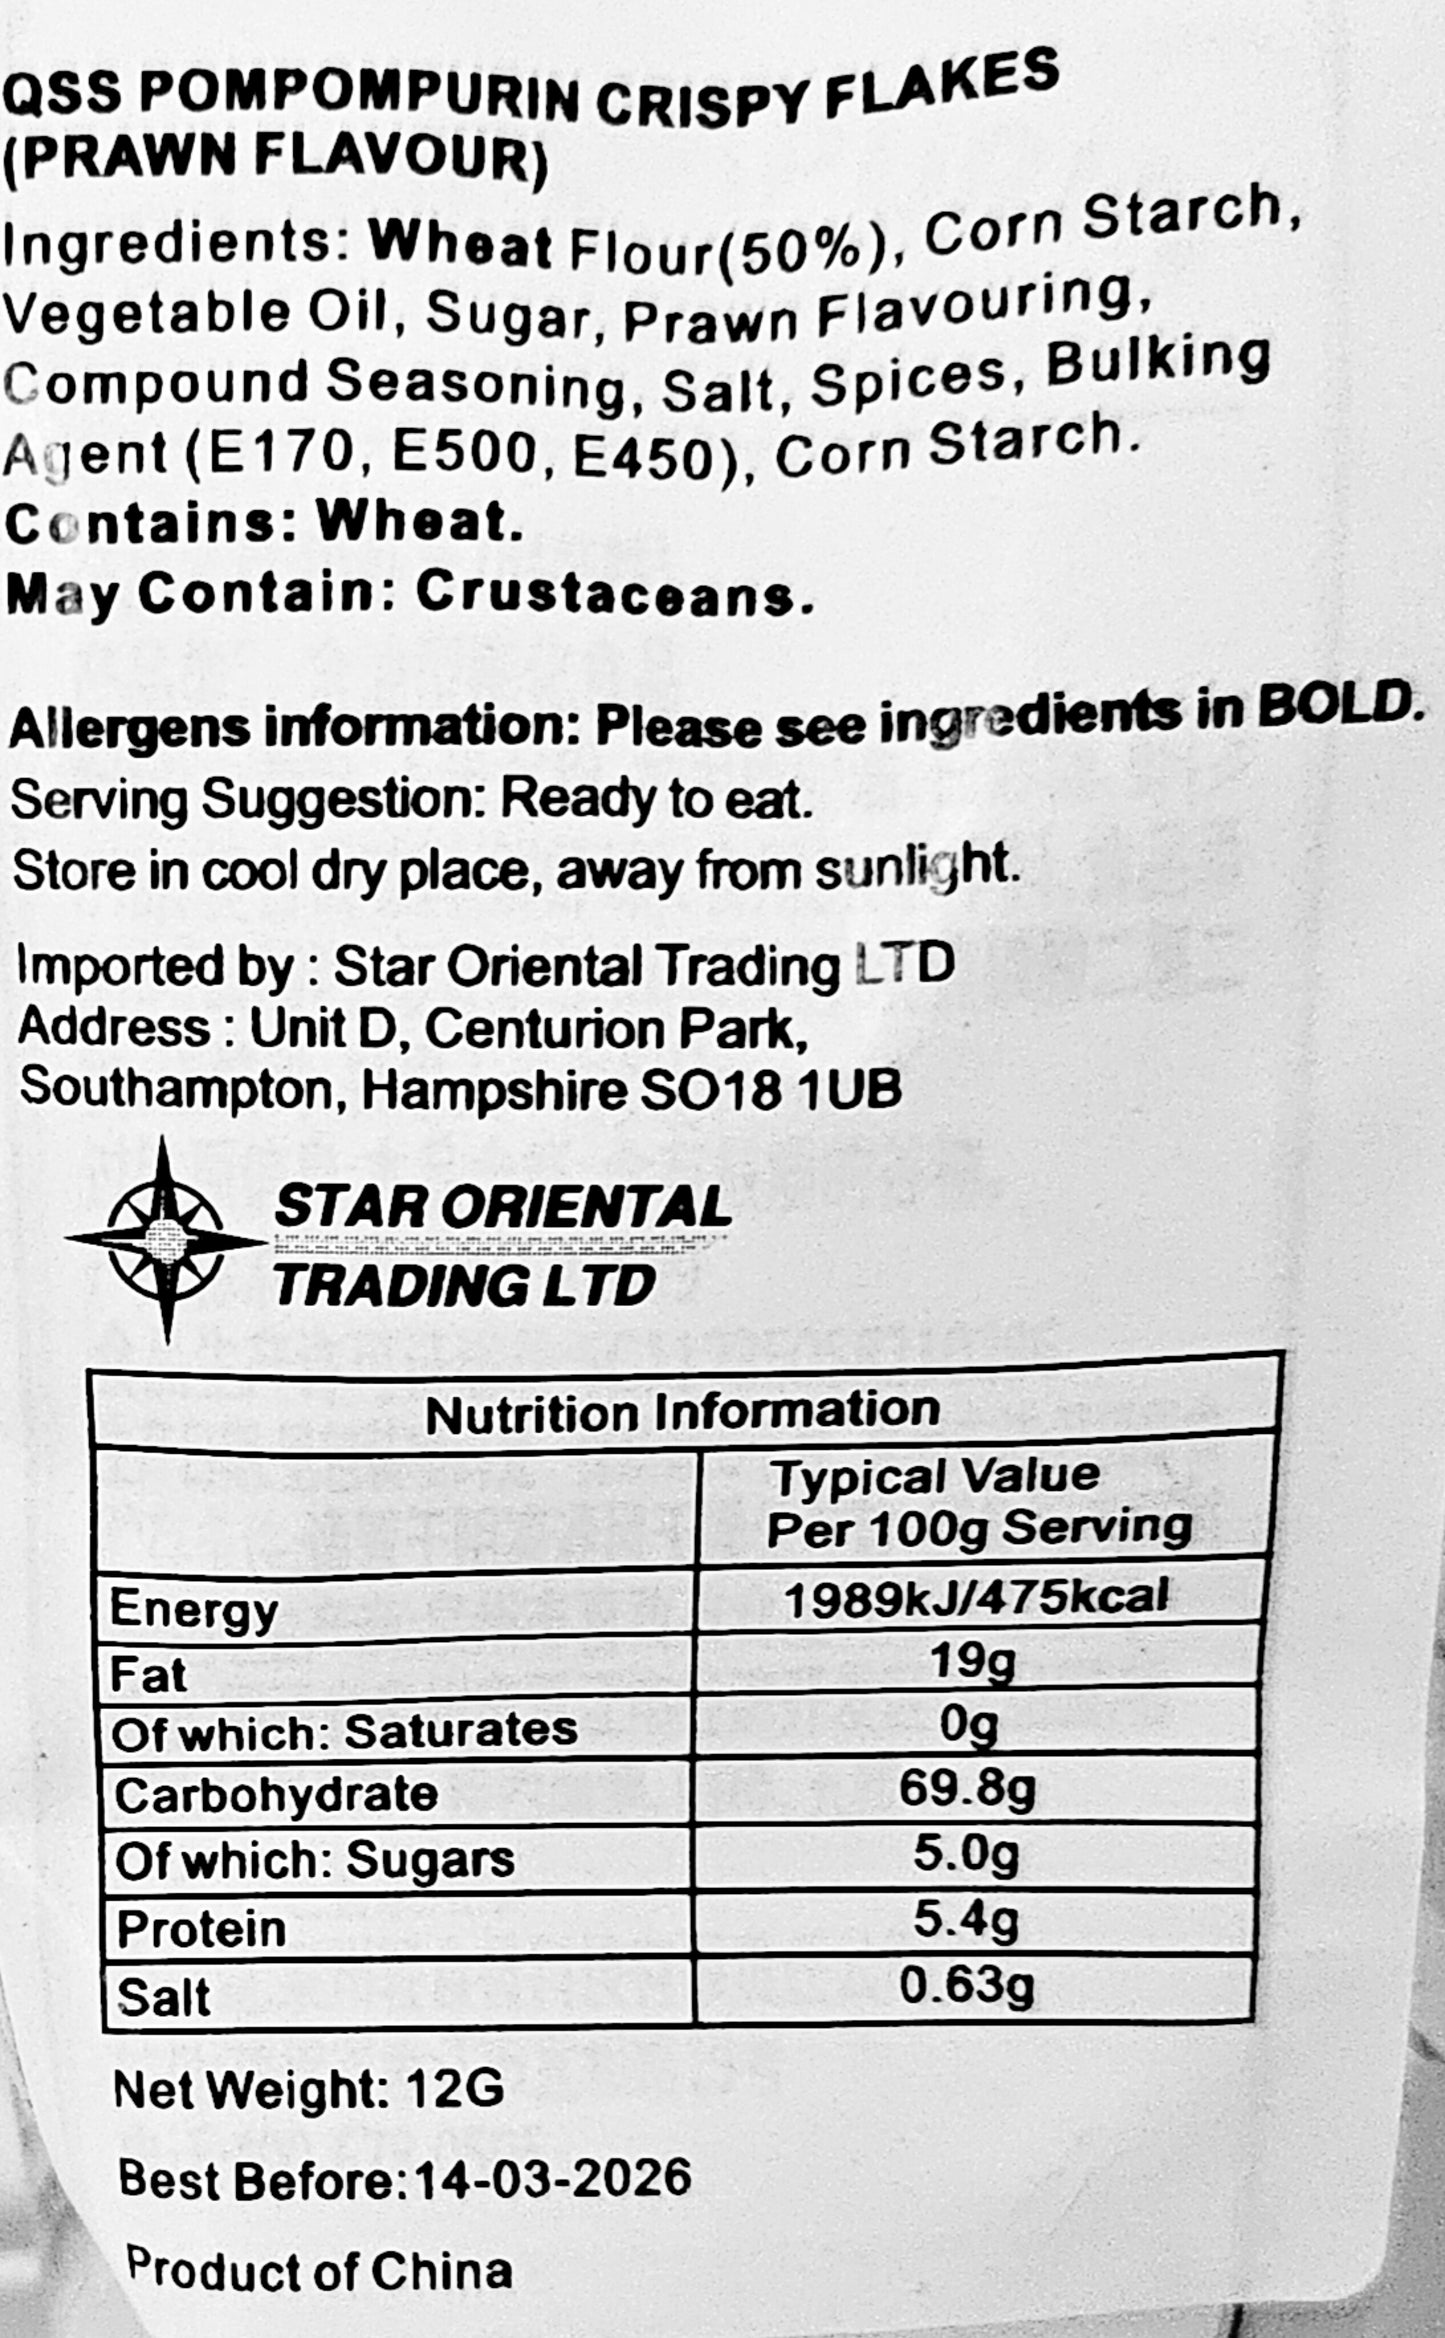 QSS POMPOMPURIN CRISPY FLAKES
(PRAWN FLAVOUR)
Ingredients: Wheat Flour(50%), Corn Starch,
Vegetable Oil, Sugar, Prawn Flavouring,
Compound Seasoning, Salt, Spices, Bulking
Agent (E170, E500, E450), Corn Starch.
Contains: Wheat.
May Contain: Crustaceans.
Allergens information: Please see ingredients in BOLD.
Serving Suggestion: Ready to eat.
Store in cool dry place, away from sunlight.
Imported by : Star Oriental Trading LTD
Address : Unit D, Centurion Park,
Southampton, Hampshire SO18 1UB
STAR ORIENTAL
TRADING LTD
Nutrition Information
Typical Value
Per 100g Serving
Energy 1989kJ/475kcal
Fat 19g
Of which: Saturates 0g
Carbohydrate 69.8g
Of which: Sugars 5.0g
Protein 5.4g
Salt 0.63g
Net Weight: 12G
Best Before:14-03-2026
Product of China